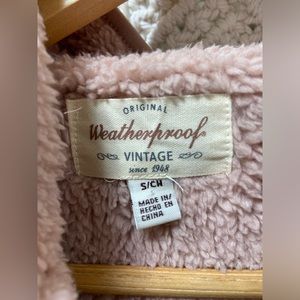 ORIGINAL
Weatherproof
VINTAGE
since 1948
S/CH
MADE IN/
HECHO EN
CHINA